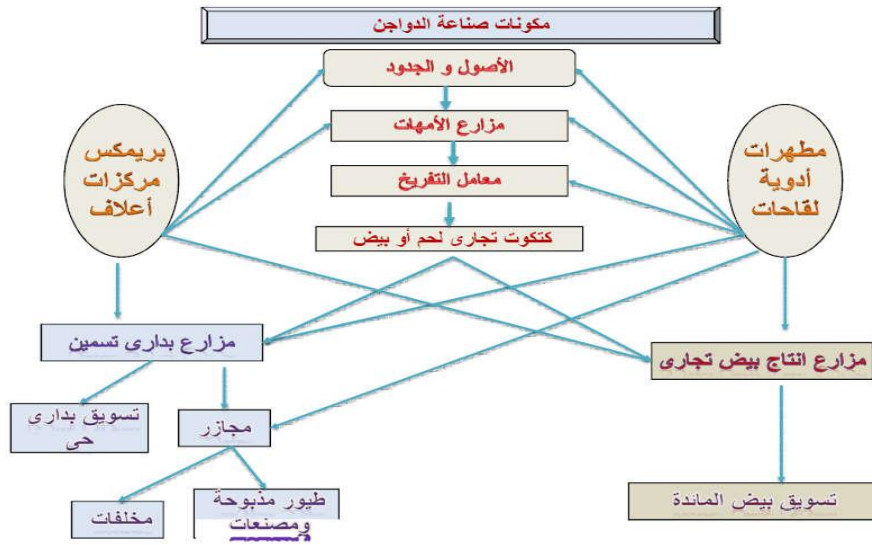 مكونات صناعة الدواجن
الأصول و الجدود
مزارع الأمهات
معامل التفريخ
كتكوت تجارى لحم أو بيض
مطهرات
أدوية
لقاحات
بريمكس
مركزات
أعلاف
مزارع بدارى تسمين
مزارع انتاج بيض تجارى
تسويق بدارى
حى
مجازر
مخلفات
طيور مذبوحة
ومصنعات
تسويق بيض المائدة